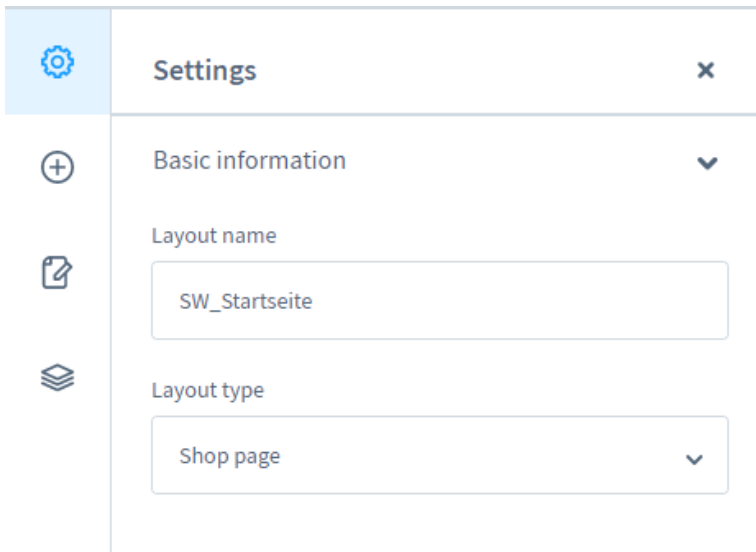 Settings
Basic information
Layout name
SW_Startseite
Layout type
Shop page